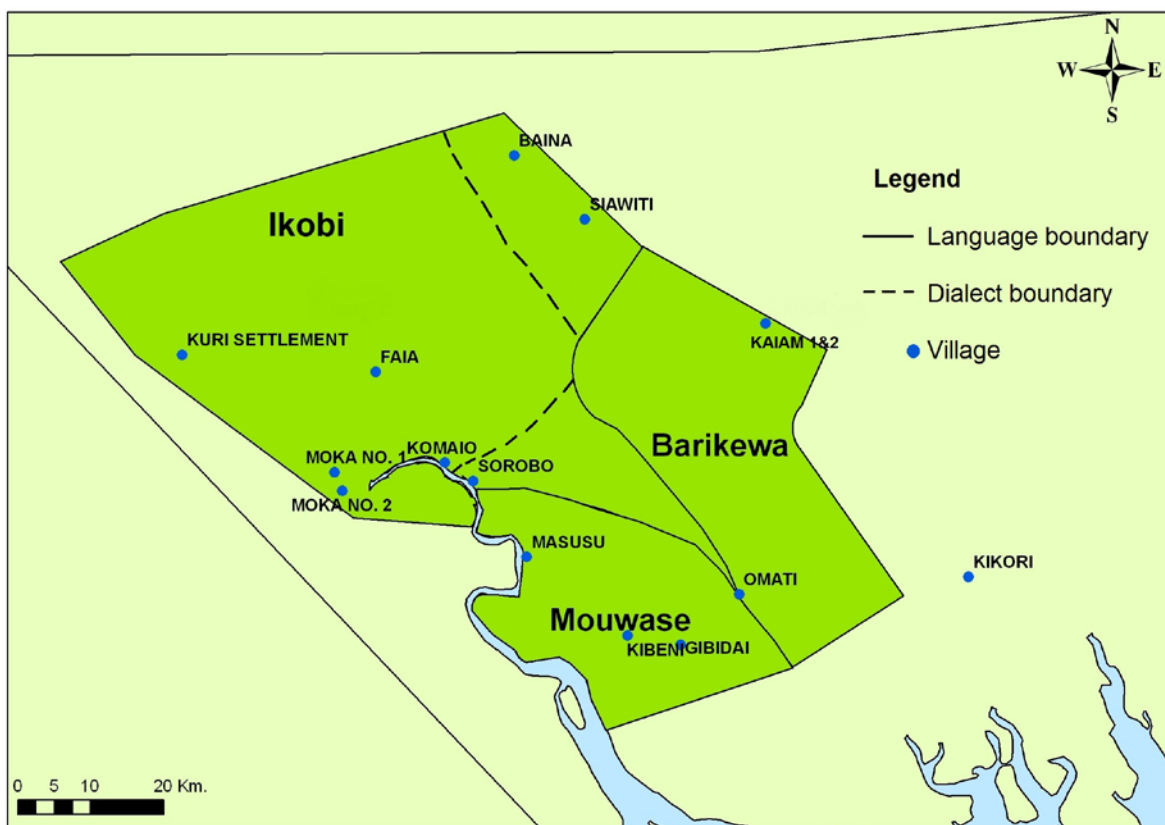 N
W E
S
BAINA
Legend
SIAWITI
Ikobi
Language boundary
Dialect boundary
KAIAM 1&2
KURI SETTLEMENT
FAIA
Village
Barikewa
MOKA NO. 1
KOMAIO
SOROBO
MOKA NO. 2
MASUSU
KIKORI
OMATI
Mouwase
KIBENI
GIBIDAI
0 5 10 20 Km.